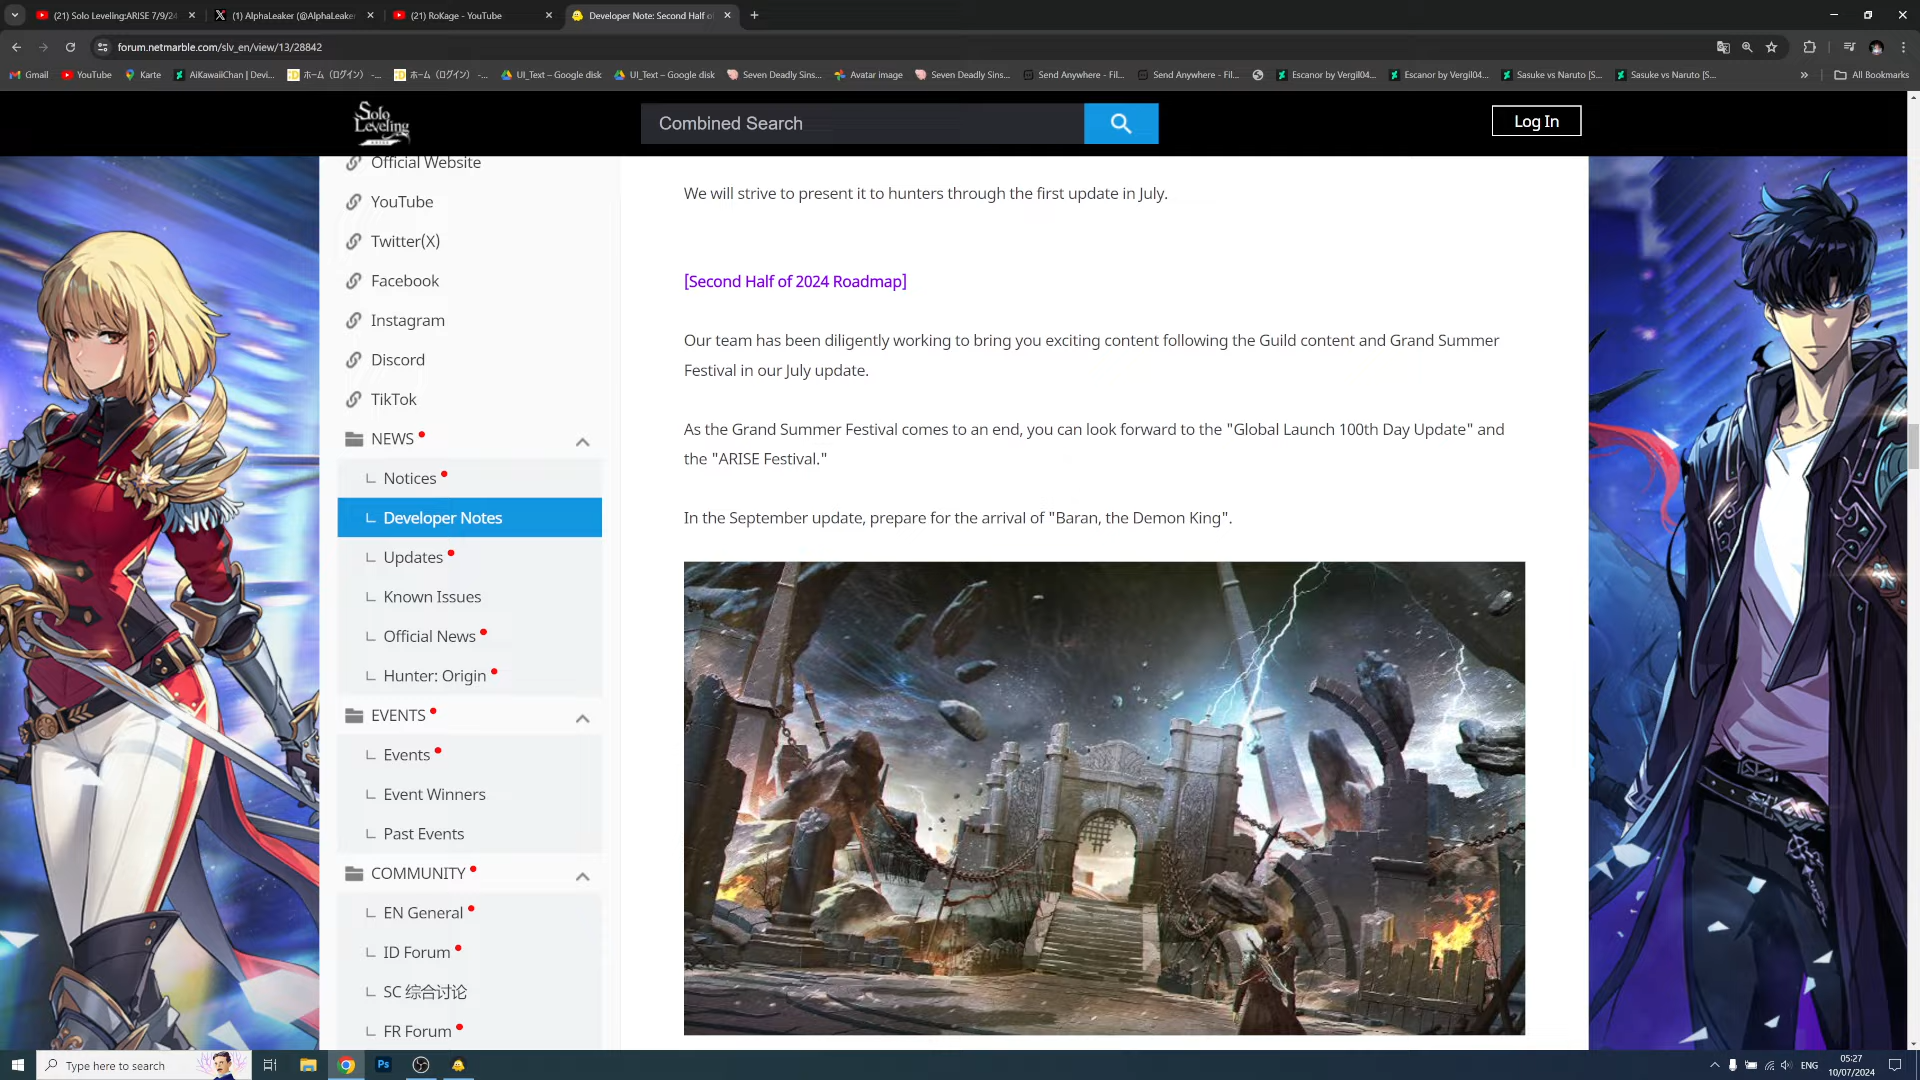 (21) Solo Leveling:ARISE 7/9/24
(1) AlphaLeaker (@AlphaLeaker
(21) RoKage - YouTube
Developer Note: Second Half o
forum.netmarble.com/slv_en/view/13/28842
Gmail
YouTube
Karte
AiKawaiiChan | Devi...
ホーム（ログイン） -...
ホーム（ログイン） -...
UI_Text – Google disk
UI_Text – Google disk
Seven Deadly Sins...
Avatar image
Seven Deadly Sins...
Send Anywhere - Fil...
Send Anywhere - Fil...
Escanor by Vergil04...
Escanor by Vergil04...
Sasuke vs Naruto [S...
Sasuke vs Naruto [S...
All Bookmarks
Solo
Leveling
ARISE
Combined Search
Log In
Official Website
YouTube
Twitter(X)
Facebook
Instagram
Discord
TikTok
NEWS
Notices
Developer Notes
Updates
Known Issues
Official News
Hunter: Origin
EVENTS
Events
Event Winners
Past Events
COMMUNITY
EN General
ID Forum
SC 综合讨论
FR Forum
We will strive to present it to hunters through the first update in July.
[Second Half of 2024 Roadmap]
Our team has been diligently working to bring you exciting content following the Guild content and Grand Summer
Festival in our July update.
As the Grand Summer Festival comes to an end, you can look forward to the "Global Launch 100th Day Update" and
the "ARISE Festival."
In the September update, prepare for the arrival of "Baran, the Demon King".
Type here to search
Ps
ENG
05:27
10/07/2024